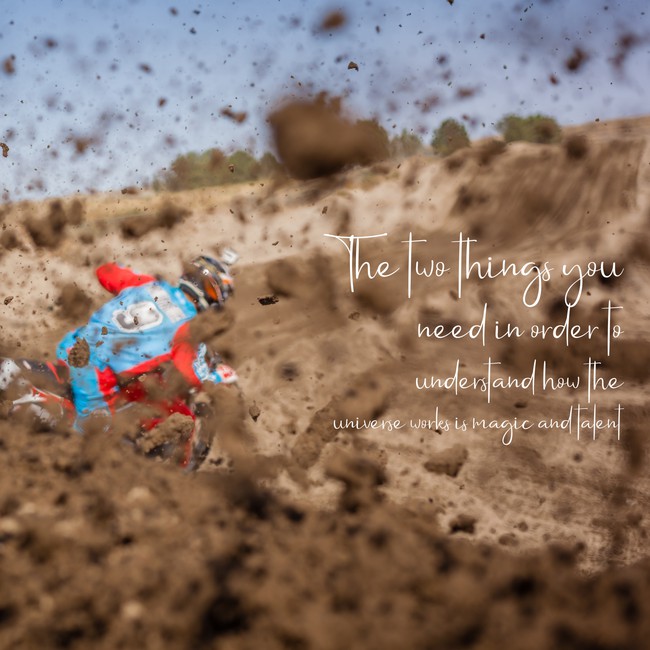 The two things you
need in order to
understand how the
universe works is magic and talent